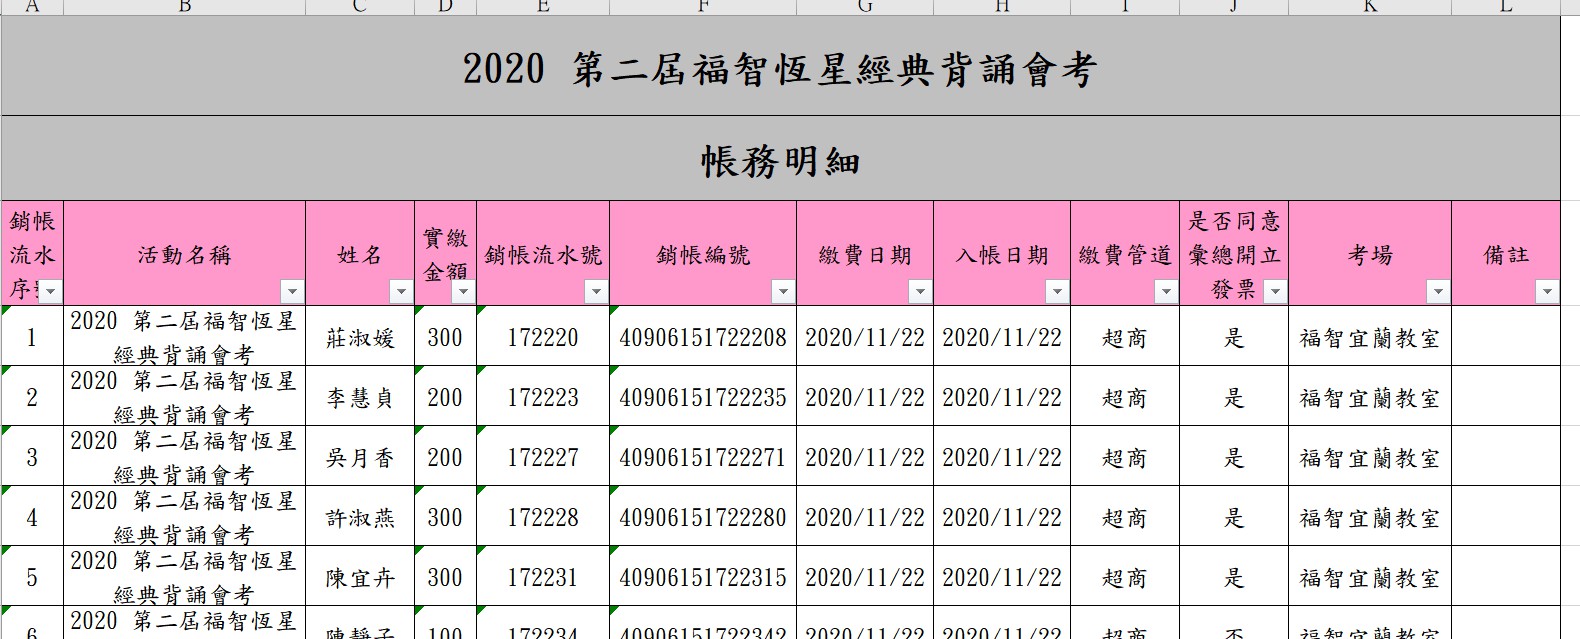 A B C D E F G H I J K L
2020 第二屆福智恆星經典背誦會考
帳務明細
銷帳流水序 活動名稱 姓名 實繳金額 銷帳流水號 銷帳編號 繳費日期 入帳日期 繳費管道 是否同意彙總開立發票 考場 備註
1 2020 第二屆福智恆星經典背誦會考 莊淑媛 300 172220 40906151722208 2020/11/22 2020/11/22 超商 是 福智宜蘭教室
2 2020 第二屆福智恆星經典背誦會考 李慧貞 200 172223 40906151722235 2020/11/22 2020/11/22 超商 是 福智宜蘭教室
3 2020 第二屆福智恆星經典背誦會考 吳月香 200 172227 40906151722271 2020/11/22 2020/11/22 超商 是 福智宜蘭教室
4 2020 第二屆福智恆星經典背誦會考 許淑燕 300 172228 40906151722280 2020/11/22 2020/11/22 超商 是 福智宜蘭教室
5 2020 第二屆福智恆星經典背誦會考 陳宜卉 300 172231 40906151722315 2020/11/22 2020/11/22 超商 是 福智宜蘭教室
6 2020 第二屆福智恆星 陳靜子 100 172234 40906151722342 2020/11/22 2020/11/22 超商 否 福智宜蘭教室